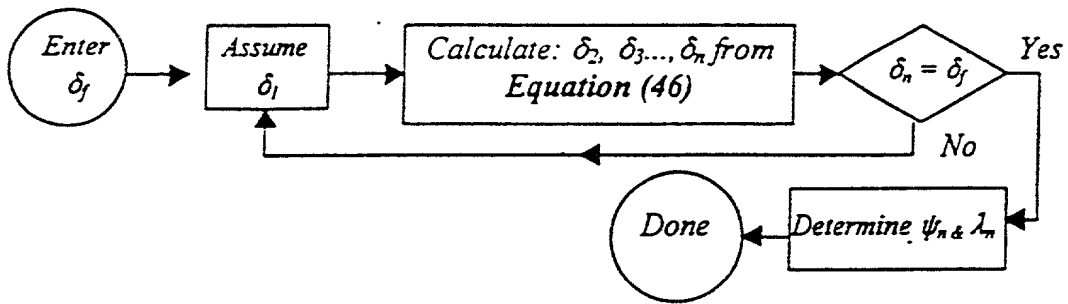 Enter
δf
Assume
δ1
Calculate: δ2, δ3..., δn from
Equation (46)
δn = δf
Yes
No
Determine ψn & λn
Done